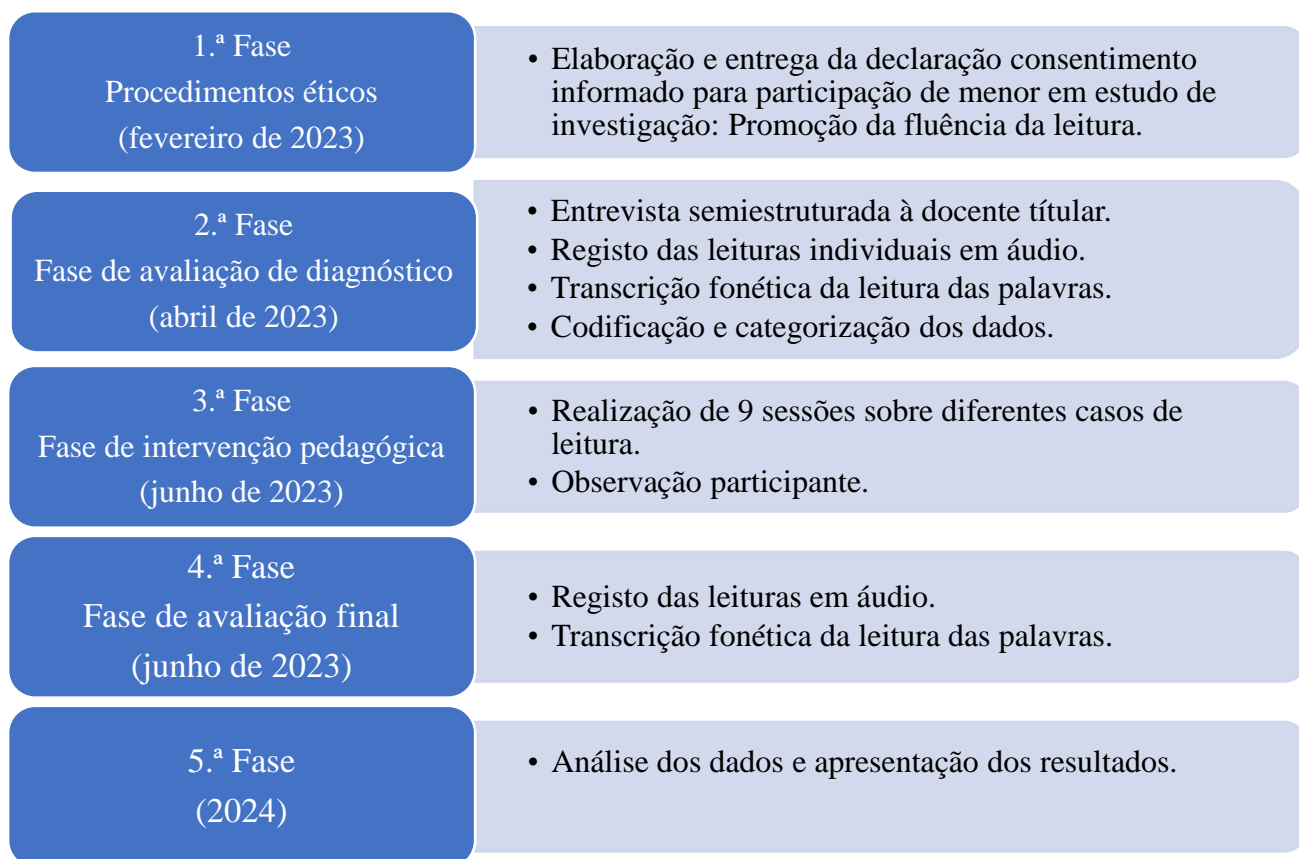 1.ª Fase
Procedimentos éticos
(fevereiro de 2023)
• Elaboração e entrega da declaração consentimento
informado para participação de menor em estudo de
investigação: Promoção da fluência da leitura.
2.ª Fase
Fase de avaliação de diagnóstico
(abril de 2023)
• Entrevista semiestruturada à docente títular.
• Registo das leituras individuais em áudio.
• Transcrição fonética da leitura das palavras.
• Codificação e categorização dos dados.
3.ª Fase
Fase de intervenção pedagógica
(junho de 2023)
• Realização de 9 sessões sobre diferentes casos de
leitura.
• Observação participante.
4.ª Fase
Fase de avaliação final
(junho de 2023)
• Registo das leituras em áudio.
• Transcrição fonética da leitura das palavras.
5.ª Fase
(2024)
• Análise dos dados e apresentação dos resultados.